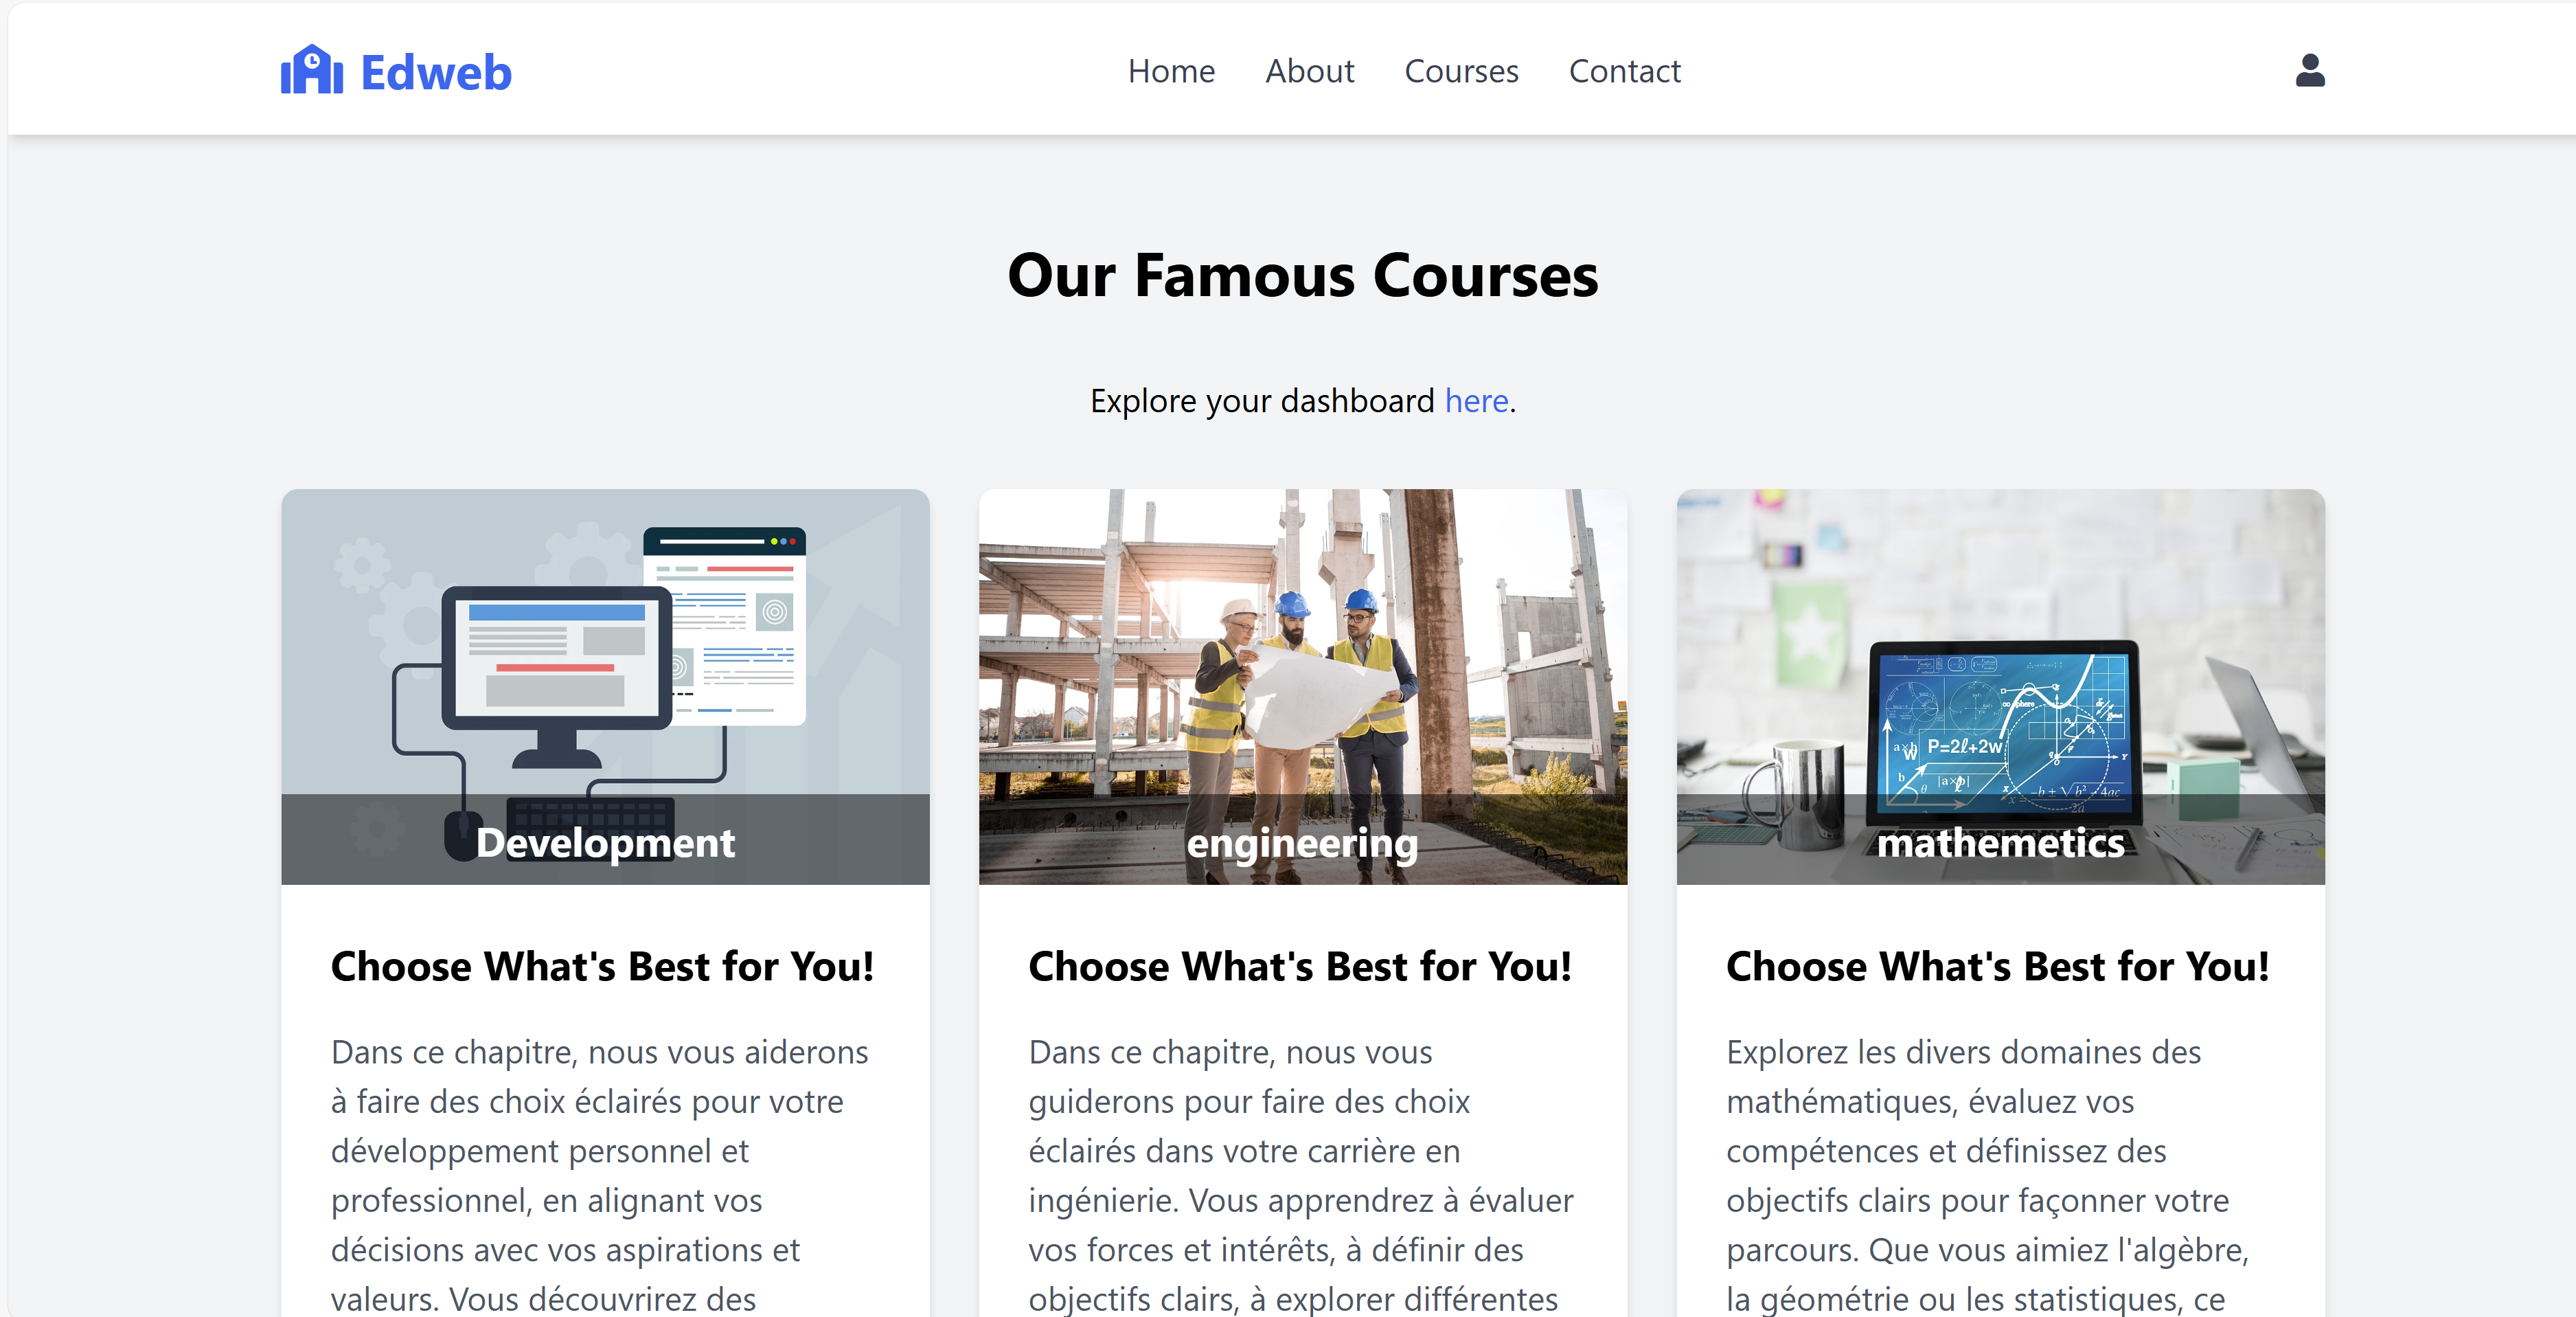 Edweb
Home About Courses Contact
Our Famous Courses
Explore your dashboard here.
P=2ℓ+2w
Development
engineering
mathemetics
Choose What's Best for You!
Dans ce chapitre, nous vous aiderons
à faire des choix éclairés pour votre
développement personnel et
professionnel, en alignant vos
décisions avec vos aspirations et
valeurs. Vous découvrirez des
Choose What's Best for You!
Dans ce chapitre, nous vous
guiderons pour faire des choix
éclairés dans votre carrière en
ingénierie. Vous apprendrez à évaluer
vos forces et intérêts, à définir des
objectifs clairs, à explorer différentes
Choose What's Best for You!
Explorez les divers domaines des
mathématiques, évaluez vos
compétences et définissez des
objectifs clairs pour façonner votre
parcours. Que vous aimiez l'algèbre,
la géométrie ou les statistiques, ce